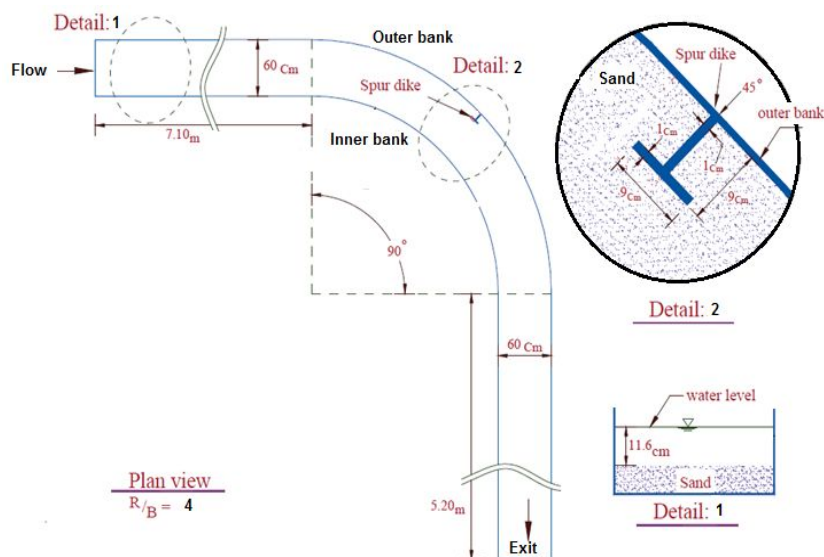 Detail: 1
Flow
7.10m
60 Cm
Outer bank
Detail: 2
Spur dike
Inner bank
90°
60 Cm
5.20m
Exit
Plan view
R/B = 4
Sand
Spur dike
45°
outer bank
1Cm
1Cm
9Cm
9Cm
Detail: 2
water level
11.6cm
Sand
Detail: 1